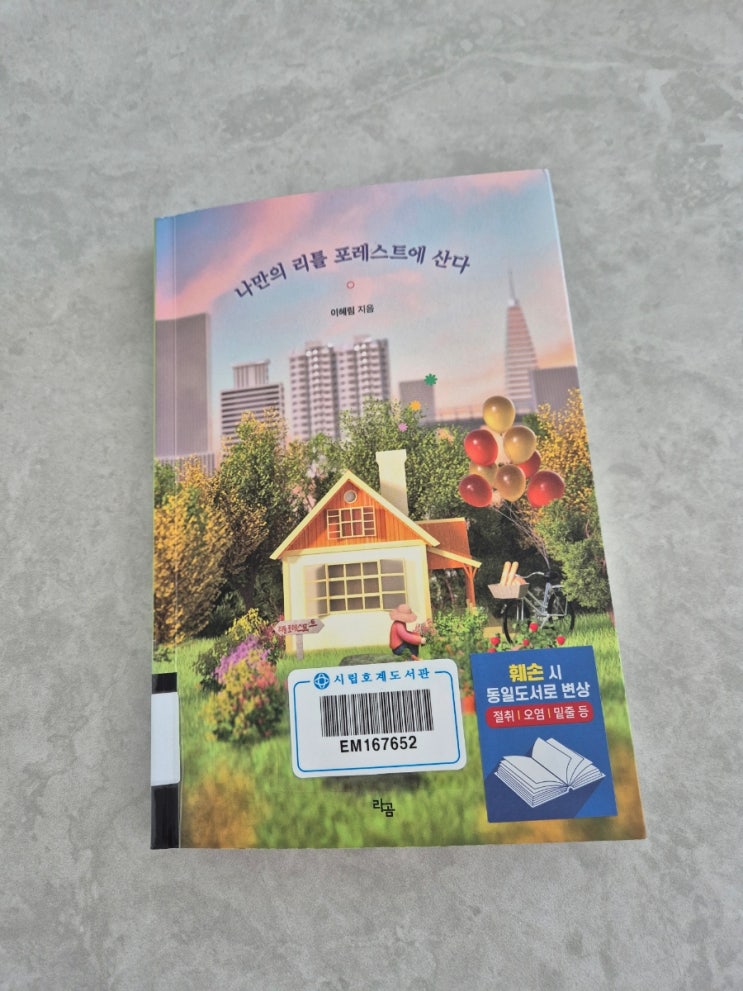 나만의 리틀 포레스트에 산다
이혜림 지음
시립호계도서관
EM167652
훼손 시
동일도서로 변상
절취 | 오염 | 밑줄 등
라곰